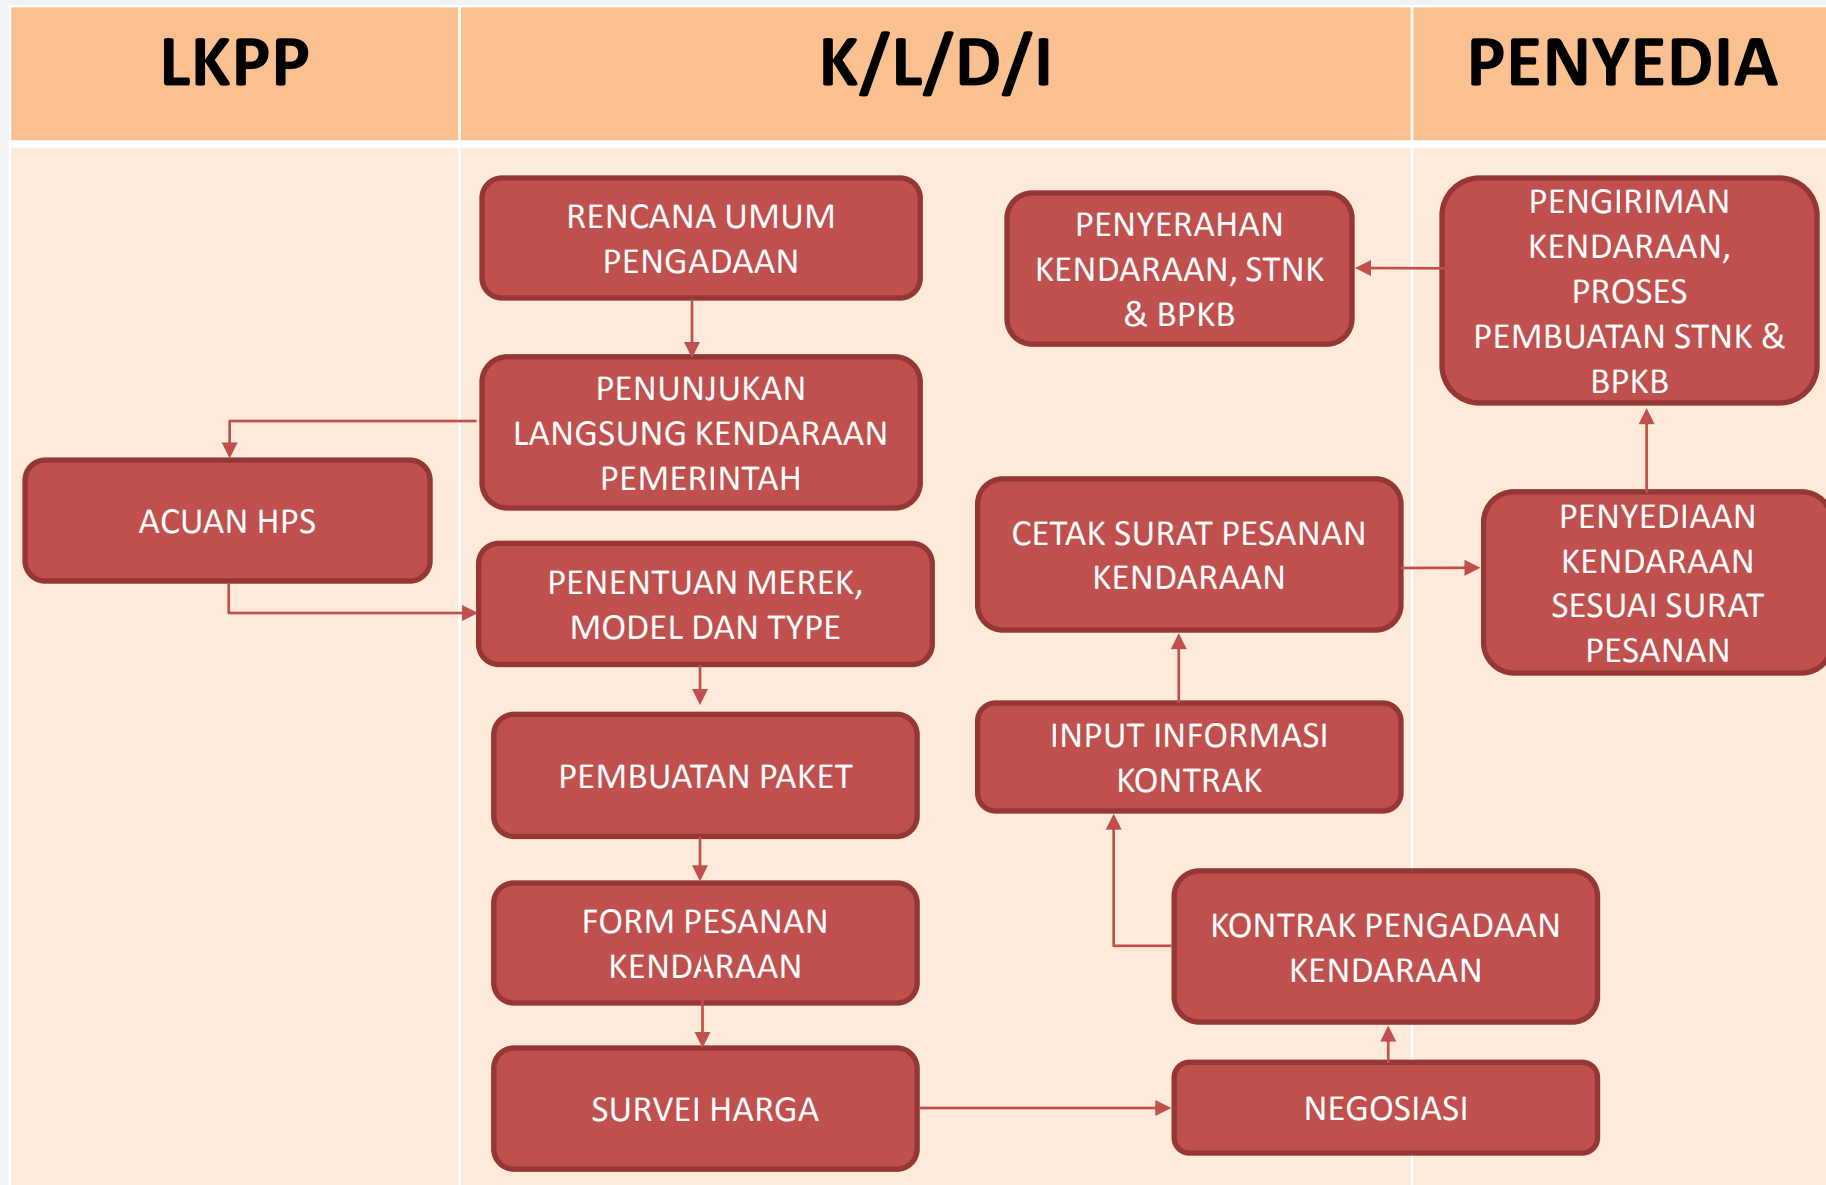 LKPP
K/L/D/I
PENYEDIA
RENCANA UMUM
PENGADAAN
PENUNJUKAN
LANGSUNG KENDARAAN
PEMERINTAH
ACUAN HPS
PENENTUAN MEREK,
MODEL DAN TYPE
PEMBUATAN PAKET
FORM PESANAN
KENDARAAN
SURVEI HARGA
NEGOSIASI
KONTRAK PENGADAAN
KENDARAAN
INPUT INFORMASI
KONTRAK
CETAK SURAT PESANAN
KENDARAAN
PENYEDIAAN
KENDARAAN
SESUAI SURAT
PESANAN
PENGIRIMAN
KENDARAAN,
PROSES
PEMBUATAN STNK &
BPKB
PENYERAHAN
KENDARAAN, STNK
& BPKB